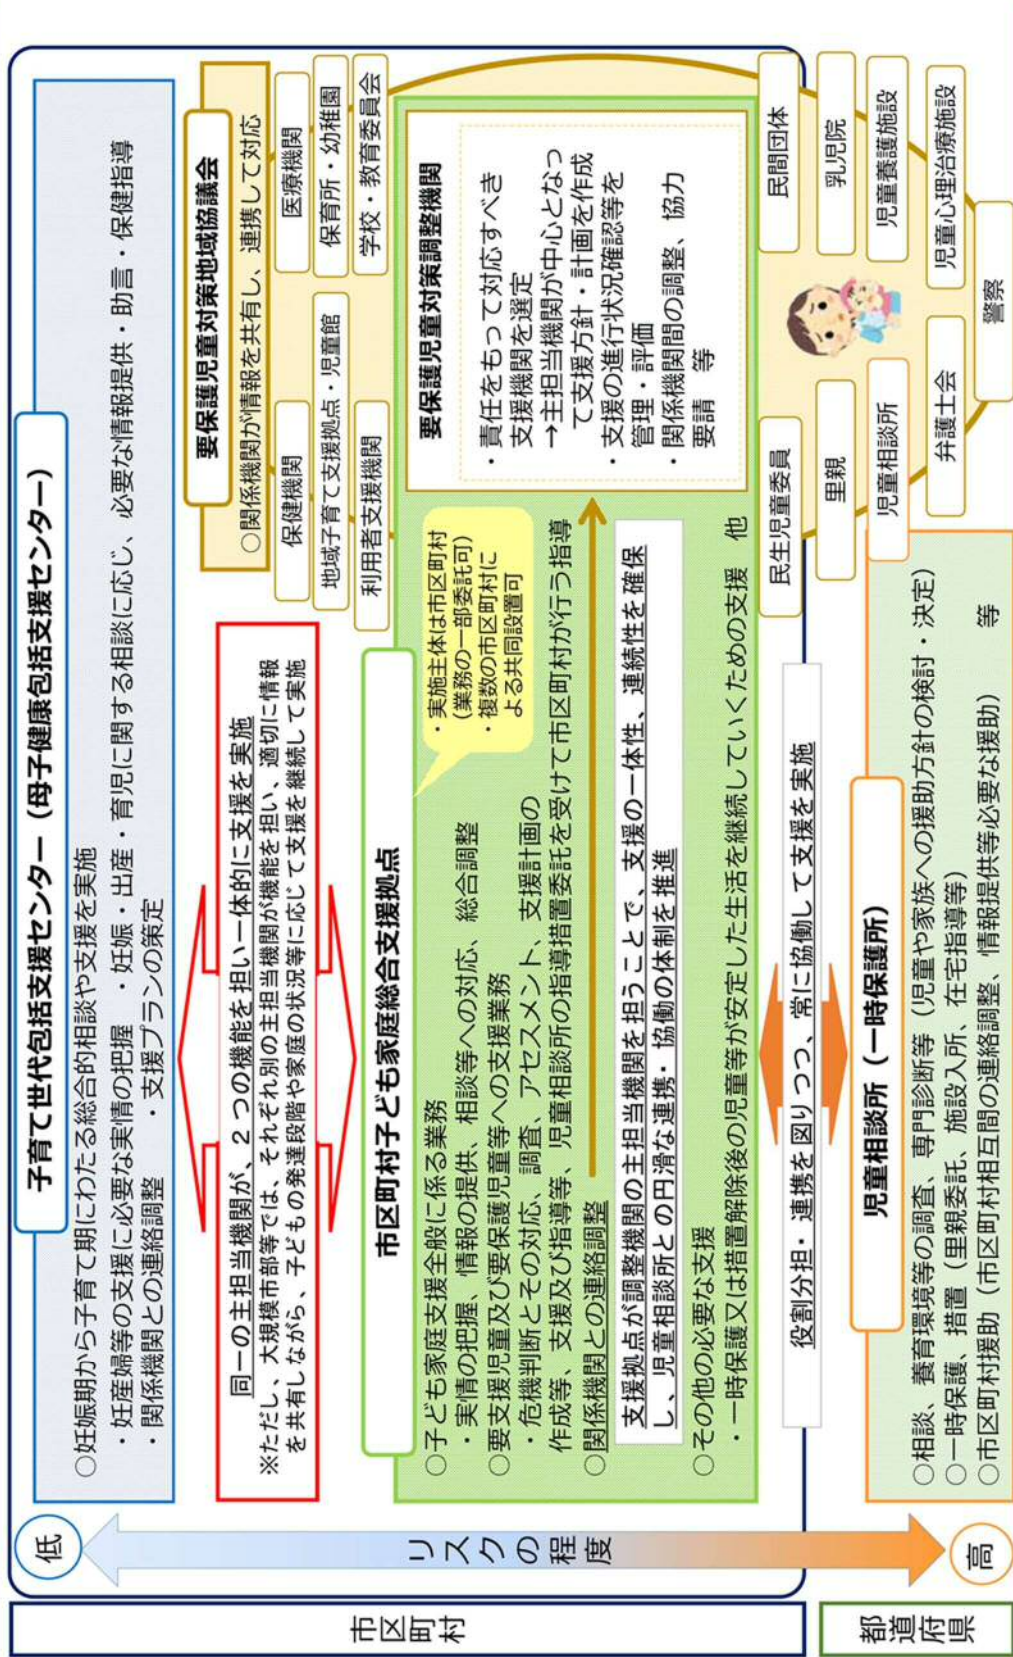 子育て世代包括支援センター（母子健康包括支援センター）
○妊娠期から子育て期にわたる総合的相談や支援を実施
・妊産婦等の支援に必要な実情の把握　・妊娠・出産・育児に関する相談に応じ、必要な情報提供・助言・保健指導
・関係機関との連絡調整　・支援プランの策定
低
リスクの程度
高
市区町村
都道府県
同一の主担当機関が、２つの機能を担い一体的に支援を実施
※ただし、大規模市部等では、それぞれ別の主担当機関が機能を担い、適切に情報
を共有しながら、子どもの発達段階や家庭の状況等に応じて支援を継続して実施
要保護児童対策地域協議会
○関係機関が情報を共有し、連携して対応
保健機関
医療機関
地域子育て支援拠点・児童館
保育所・幼稚園
利用者支援機関
学校・教育委員会
市区町村子ども家庭総合支援拠点
○子ども家庭支援全般に係る業務
・実情の把握、情報の提供、相談等への対応、総合調整
○要支援児童及び要保護児童等への支援業務
・危機判断とその対応、調査、アセスメント、支援計画の
作成等、支援及び指導等、児童相談所の指導措置委託を受けて市区町村が行う指導
○関係機関との連絡調整
支援拠点が調整機関の主担当機関を担うことで、支援の一体性、連続性を確保
し、児童相談所との円滑な連携・協働の体制を推進
○その他の必要な支援
・一時保護又は措置解除後の児童等が安定した生活を継続していくための支援　他
・実施主体は市区町村
（業務の一部委託可）
・複数の市区町村に
よる共同設置可
要保護児童対策調整機関
・責任をもって対応すべき
支援機関を選定
→主担当機関が中心となっ
て支援方針・計画を作成
・支援の進行状況確認等を
管理・評価
・関係機関間の調整、協力
要請　等
民生児童委員
民間団体
里親
乳児院
児童相談所
児童養護施設
弁護士会
児童心理治療施設
警察
役割分担・連携を図りつつ、常に協働して支援を実施
児童相談所（一時保護所）
○相談、養育環境等の調査、専門診断等（児童や家族への援助方針の検討・決定）
○一時保護、措置（里親委託、施設入所、在宅指導等）
○市区町村援助（市区町村相互間の連絡調整、情報提供等必要な援助）　等